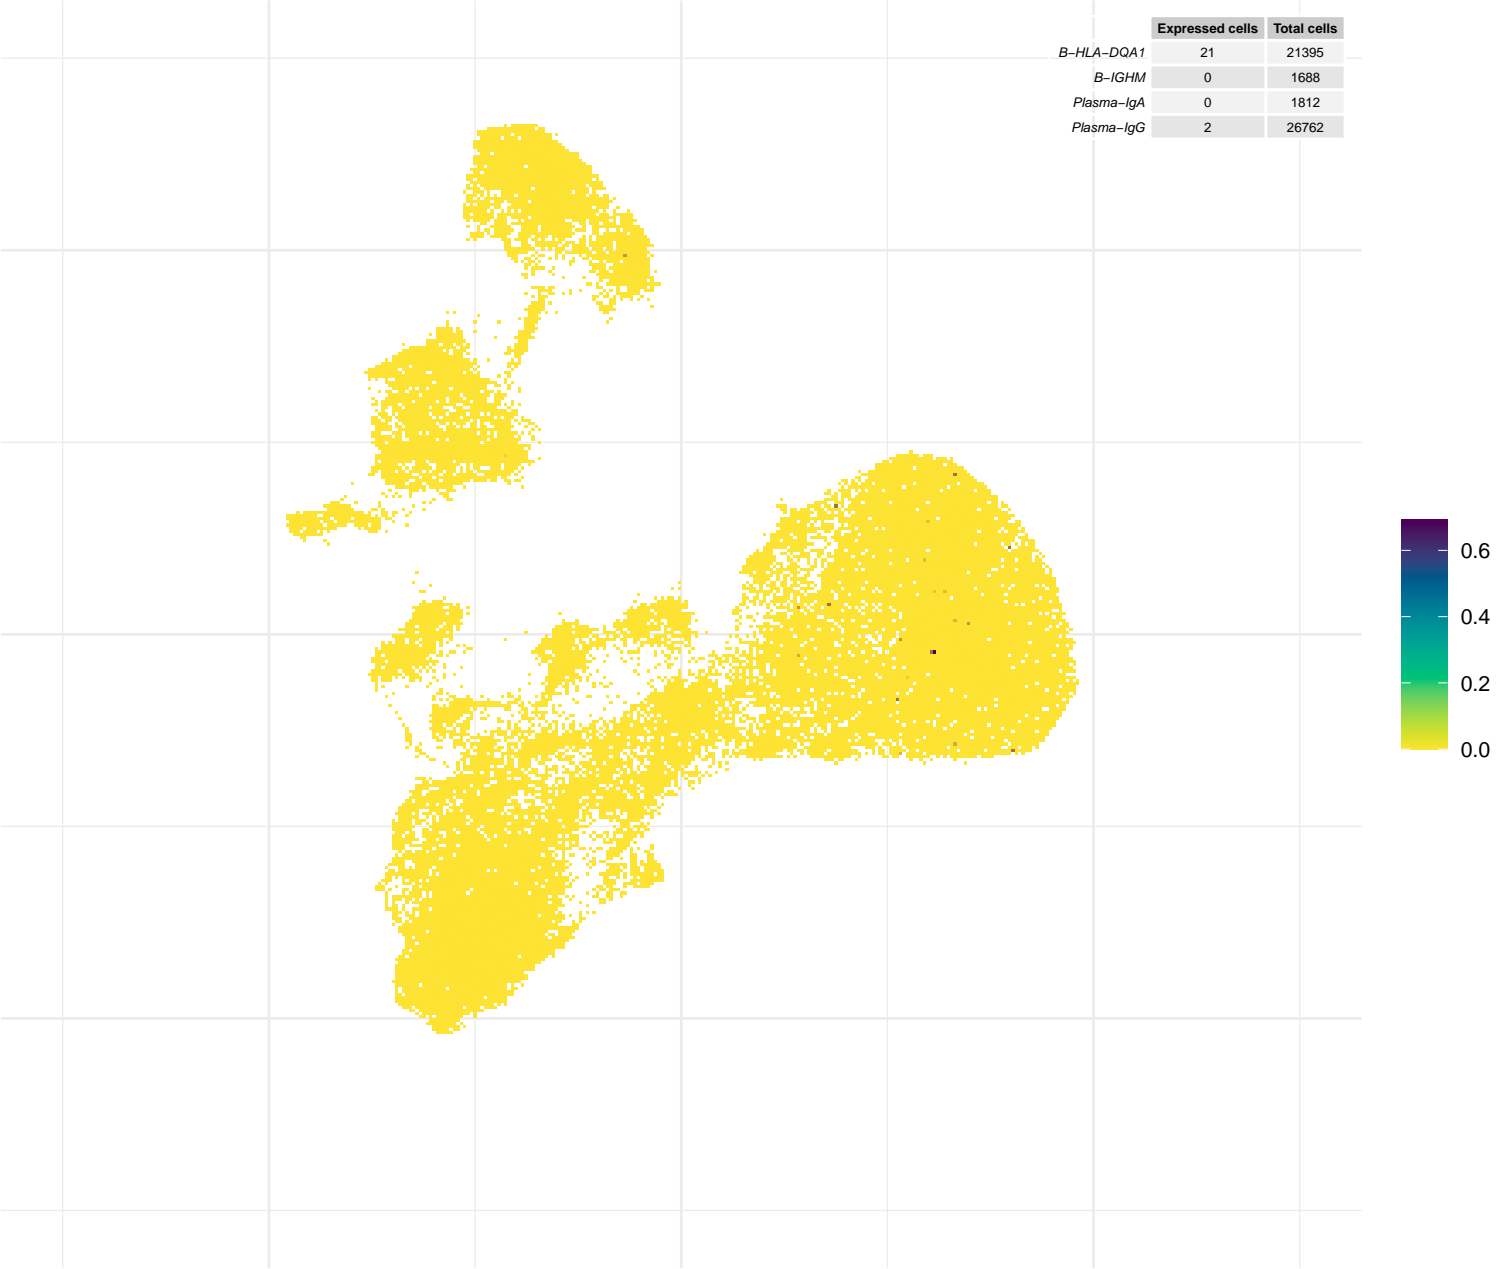 Expressed cells Total cells
B−HLA−DQA1 21 21395
B−IGHM 0 1688
Plasma−IgA 0 1812
Plasma−IgG 2 26762
0.6
0.4
0.2
0.0